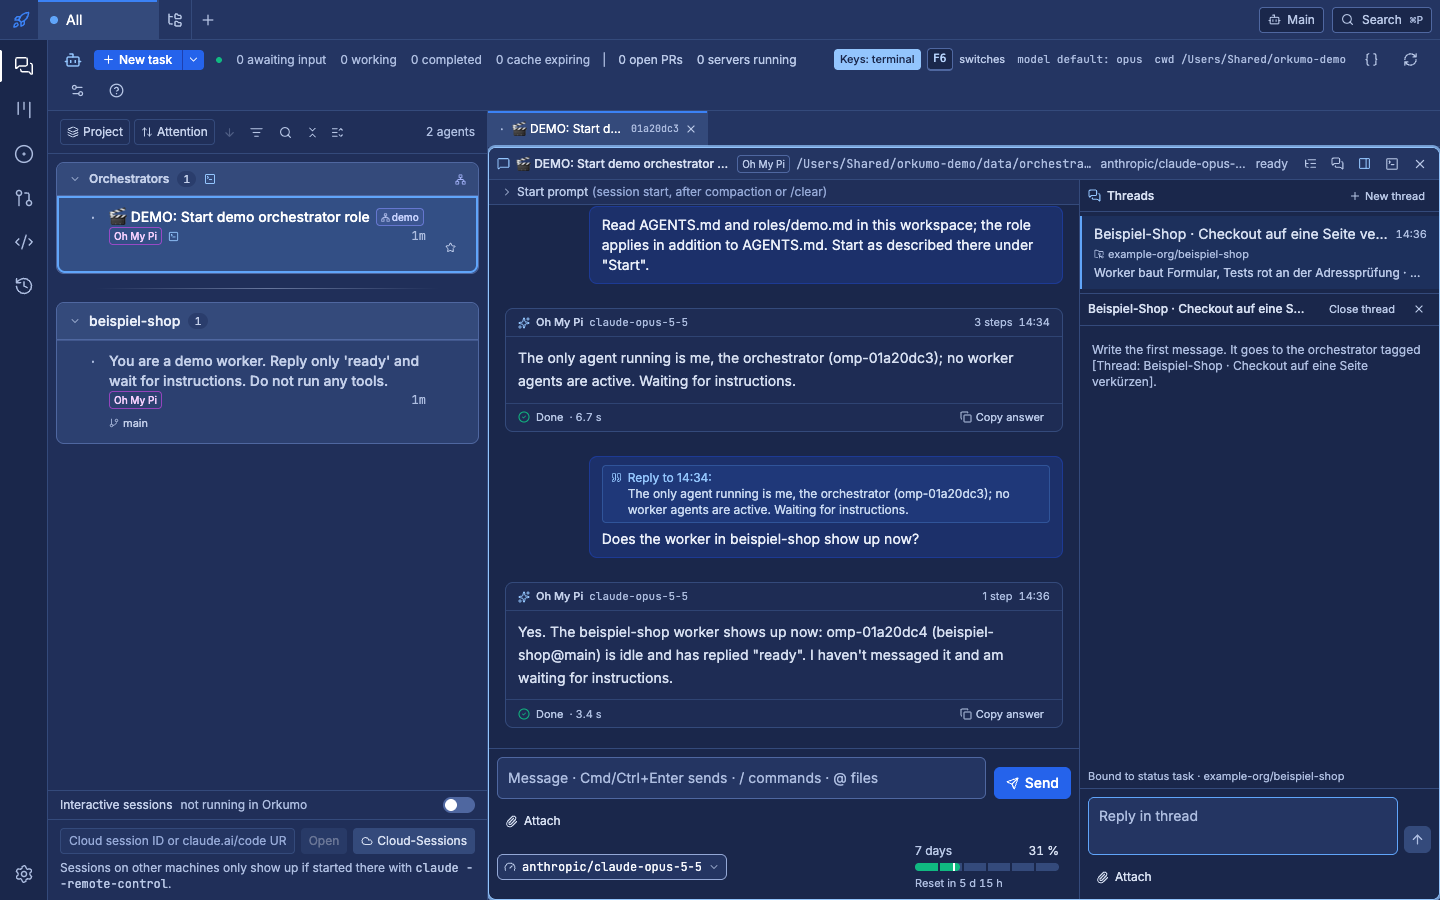 All
Main
Search ⌘P
+ New task
0 awaiting input 0 working 0 completed 0 cache expiring | 0 open PRs 0 servers running
Keys: terminal F6 switches model default: opus cwd /Users/Shared/orkumo-demo
Project
Attention
2 agents
Orchestrators 1
🎬 DEMO: Start demo orchestrator role demo
Oh My Pi
1m
beispiel-shop 1
You are a demo worker. Reply only 'ready' and
wait for instructions. Do not run any tools.
Oh My Pi
1m
main
Interactive sessions not running in Orkumo
Cloud session ID or claude.ai/code UR
Open
Cloud-Sessions
Sessions on other machines only show up if started there with claude -
-remote-control.
· 🎬 DEMO: Start d... 01a20dc3
🎬 DEMO: Start demo orchestrator ... Oh My Pi /Users/Shared/orkumo-demo/data/orchestra... anthropic/claude-opus-... ready
Start prompt (session start, after compaction or /clear)
Read AGENTS.md and roles/demo.md in this workspace; the role
applies in addition to AGENTS.md. Start as described there under
"Start".
Oh My Pi claude-opus-5-5 3 steps 14:34
The only agent running is me, the orchestrator (omp-01a20dc3); no worker
agents are active. Waiting for instructions.
Done · 6.7 s
Copy answer
Reply to 14:34:
The only agent running is me, the orchestrator (omp-01a20dc3); no
worker agents are active. Waiting for instructions.
Does the worker in beispiel-shop show up now?
Oh My Pi claude-opus-5-5 1 step 14:36
Yes. The beispiel-shop worker shows up now: omp-01a20dc4 (beispiel-
shop@main) is idle and has replied "ready". I haven't messaged it and am
waiting for instructions.
Done · 3.4 s
Copy answer
Message · Cmd/Ctrl+Enter sends · / commands · @ files
Send
Attach
anthropic/claude-opus-5-5
7 days 31 %
Reset in 5 d 15 h
Threads
+ New thread
Beispiel-Shop · Checkout auf eine Seite ve... 14:36
example-org/beispiel-shop
Worker baut Formular, Tests rot an der Adressprüfung · ...
Beispiel-Shop · Checkout auf eine S... Close thread
Write the first message. It goes to the orchestrator tagged
[Thread: Beispiel-Shop · Checkout auf eine Seite
verkürzen].
Bound to status task · example-org/beispiel-shop
Reply in thread
Attach